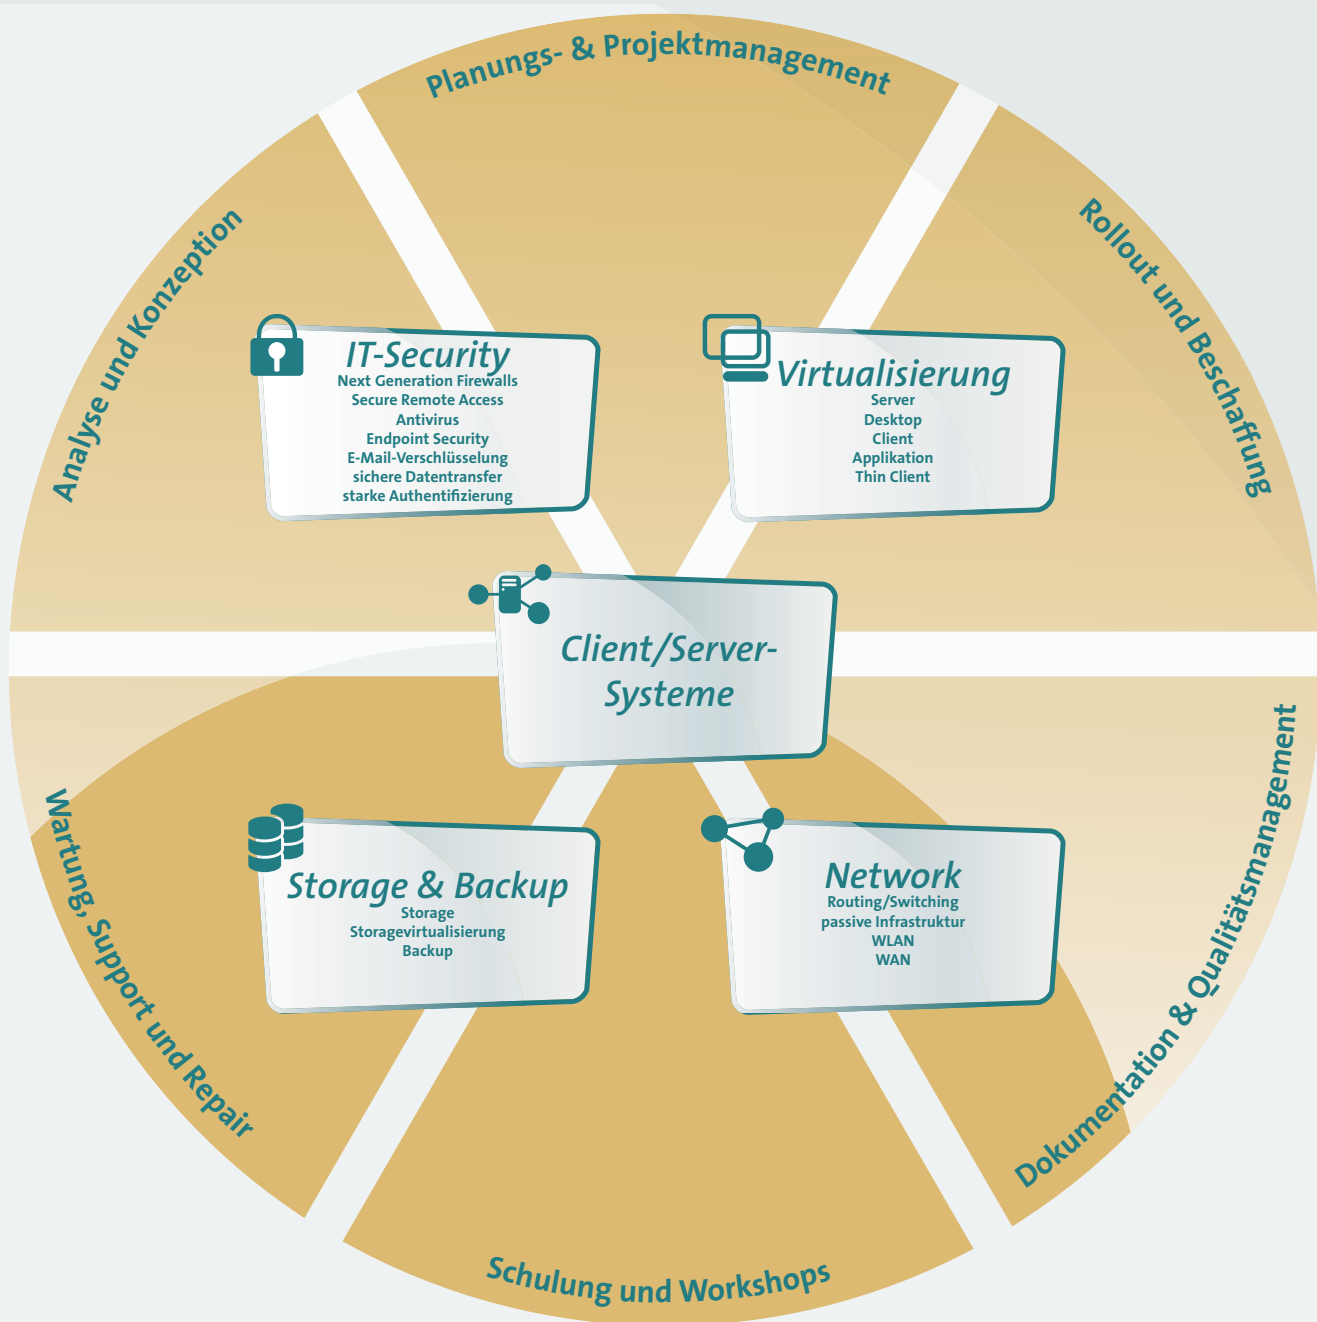 Planungs- & Projektmanagement
Analyse und Konzeption
Rollout und Beschaffung
IT-Security
Next Generation Firewalls
Secure Remote Access
Antivirus
Endpoint Security
E-Mail-Verschlüsselung
sichere Datentransfer
starke Authentifizierung
Virtualisierung
Server
Desktop
Client
Applikation
Thin Client
Client/Server-
Systeme
Storage & Backup
Storage
Storagevirtualisierung
Backup
Network
Routing/Switching
passive Infrastruktur
WLAN
WAN
Wartung, Support und Repair
Dokumentation & Qualitätsmanagement
Schulung und Workshops